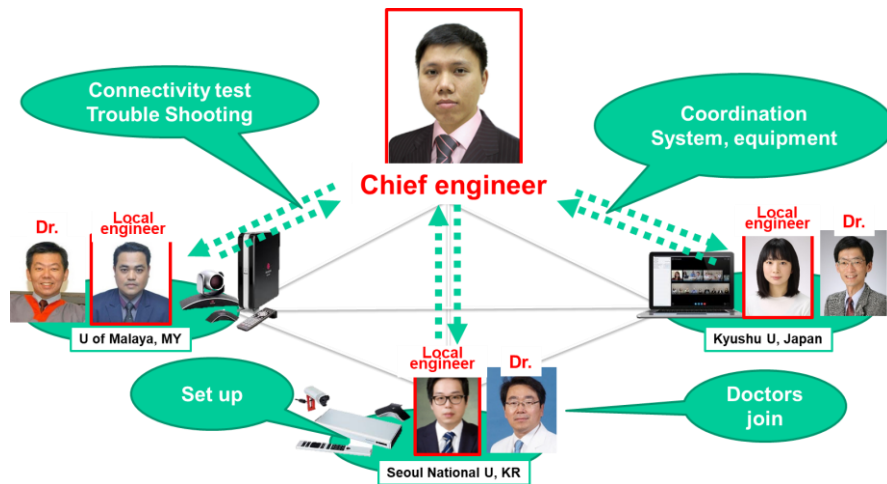 Connectivity test
Trouble Shooting
Coordination
System, equipment
Chief engineer
Dr.
Local
engineer
Local
engineer
Dr.
U of Malaya, MY
Kyushu U, Japan
Local
engineer
Dr.
Set up
Doctors
join
Seoul National U, KR